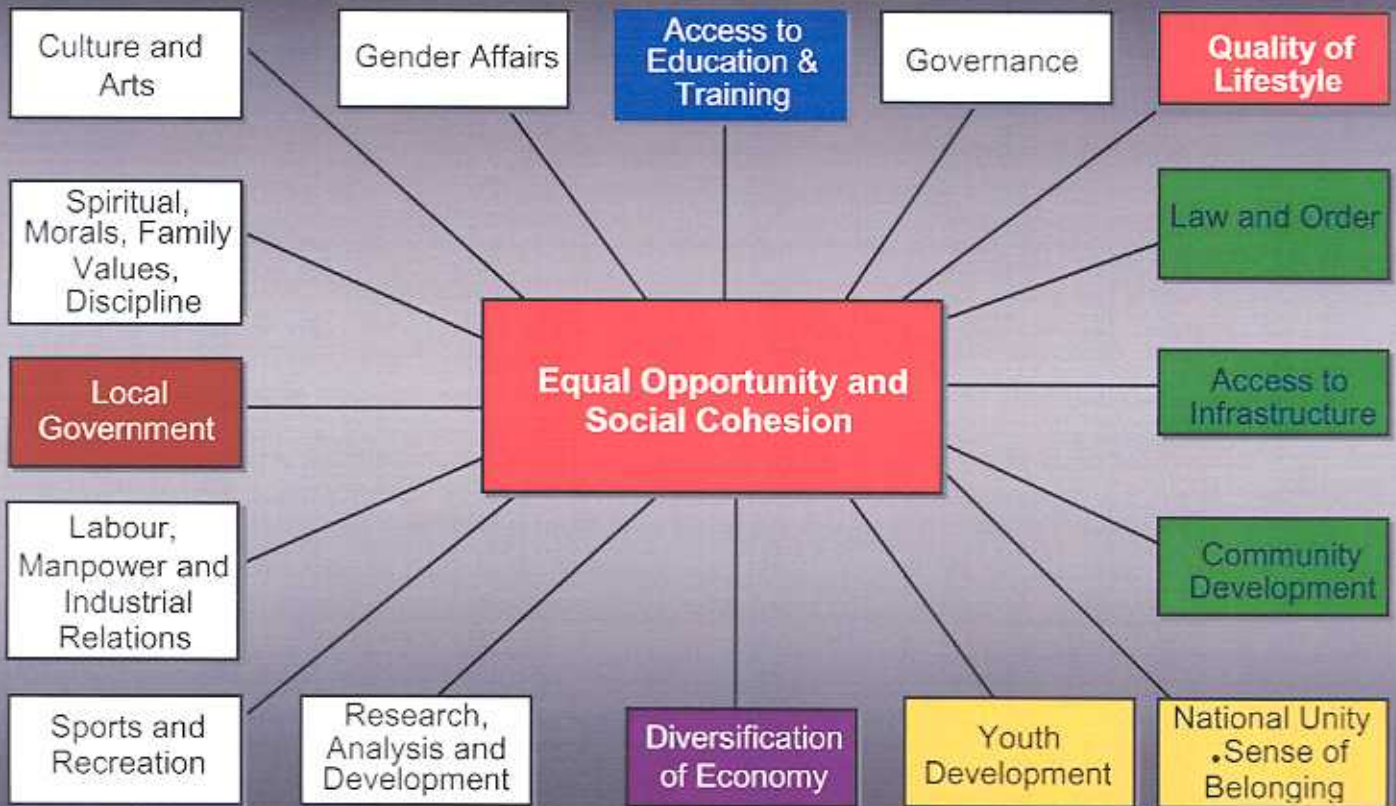 Culture and
Arts
Gender Affairs
Access to
Education &
Training
Governance
Quality of
Lifestyle
Spiritual,
Morals, Family
Values,
Discipline
Law and Order
Local
Government
Equal Opportunity and
Social Cohesion
Access to
Infrastructure
Labour,
Manpower and
Industrial
Relations
Community
Development
Sports and
Recreation
Research,
Analysis and
Development
Diversification
of Economy
Youth
Development
National Unity
•Sense of
Belonging